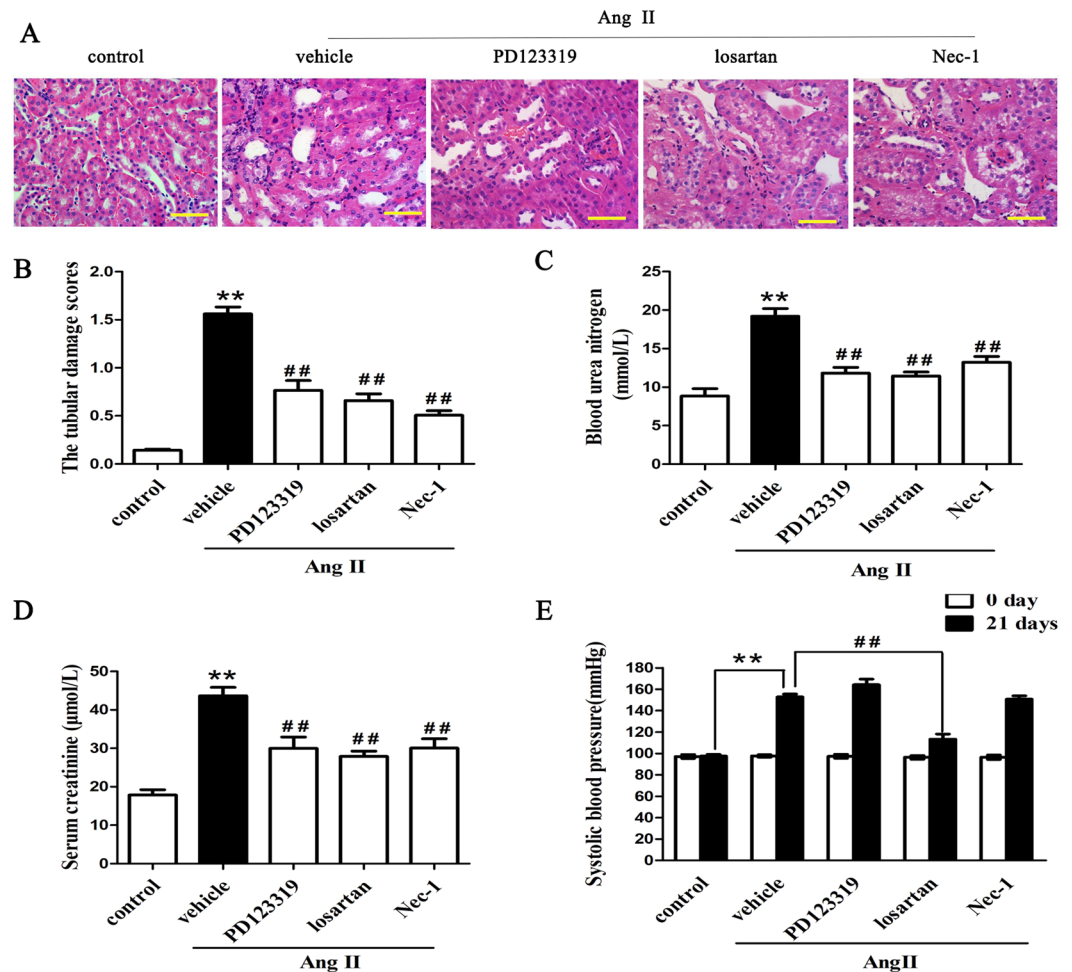 A
Ang II
control
vehicle
PD123319
losartan
Nec-1
B
The tubular damage scores
2.0
1.5
1.0
0.5
0.0
**
##
##
##
control
vehicle
PD123319
losartan
Nec-1
Ang II
C
Blood urea nitrogen
(mmol/L)
25
20
15
10
5
0
**
##
##
##
control
vehicle
PD123319
losartan
Nec-1
Ang II
D
Serum creatinine (μmol/L)
50
40
30
20
10
0
**
##
##
##
control
vehicle
PD123319
losartan
Nec-1
Ang II
E
0 day
21 days
Systolic blood pressure(mmHg)
180
160
140
120
100
80
60
40
20
0
**
##
control
vehicle
PD123319
losartan
Nec-1
AngII